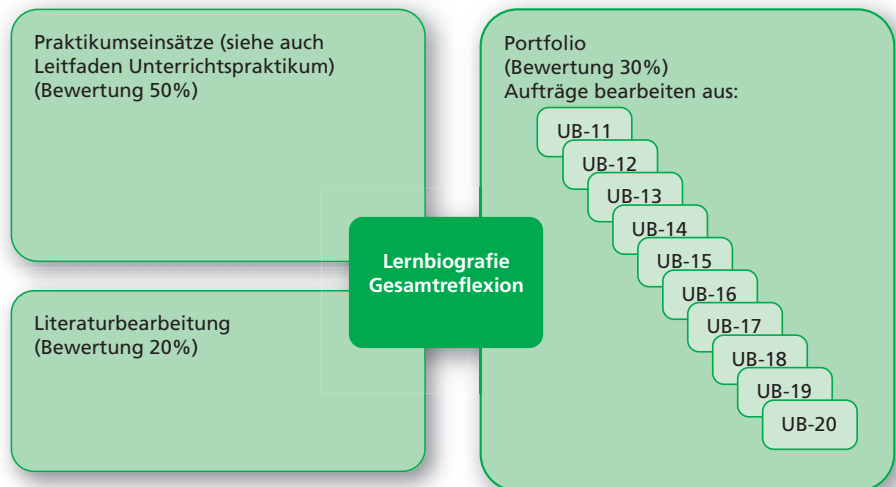 Praktikumseinsätze (siehe auch
Leitfaden Unterrichtspraktikum)
(Bewertung 50%)
Literaturbearbeitung
(Bewertung 20%)
Lernbiografie
Gesamtreflexion
Portfolio
(Bewertung 30%)
Aufträge bearbeiten aus:
UB-11
UB-12
UB-13
UB-14
UB-15
UB-16
UB-17
UB-18
UB-19
UB-20